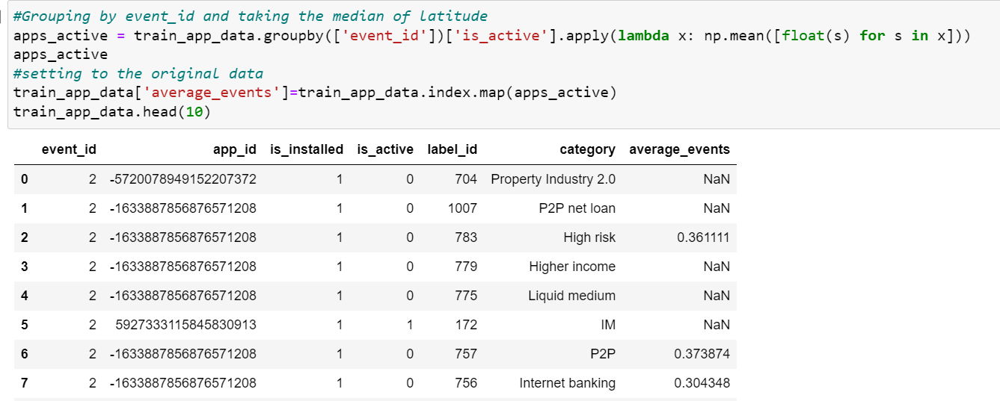 #Grouping by event_id and taking the median of latitude
apps_active = train_app_data.groupby(['event_id'])['is_active'].apply(lambda x: np.mean([float(s) for s in x]))
apps_active
#setting to the original data
train_app_data['average_events']=train_app_data.index.map(apps_active)
train_app_data.head(10)
event_id app_id is_installed is_active label_id category average_events
0 2 -5720078949152207372 1 0 704 Property Industry 2.0 NaN
1 2 -1633887856876571208 1 0 1007 P2P net loan NaN
2 2 -1633887856876571208 1 0 783 High risk 0.361111
3 2 -1633887856876571208 1 0 779 Higher income NaN
4 2 -1633887856876571208 1 0 775 Liquid medium NaN
5 2 5927333115845830913 1 1 172 IM NaN
6 2 -1633887856876571208 1 0 757 P2P 0.373874
7 2 -1633887856876571208 1 0 756 Internet banking 0.304348